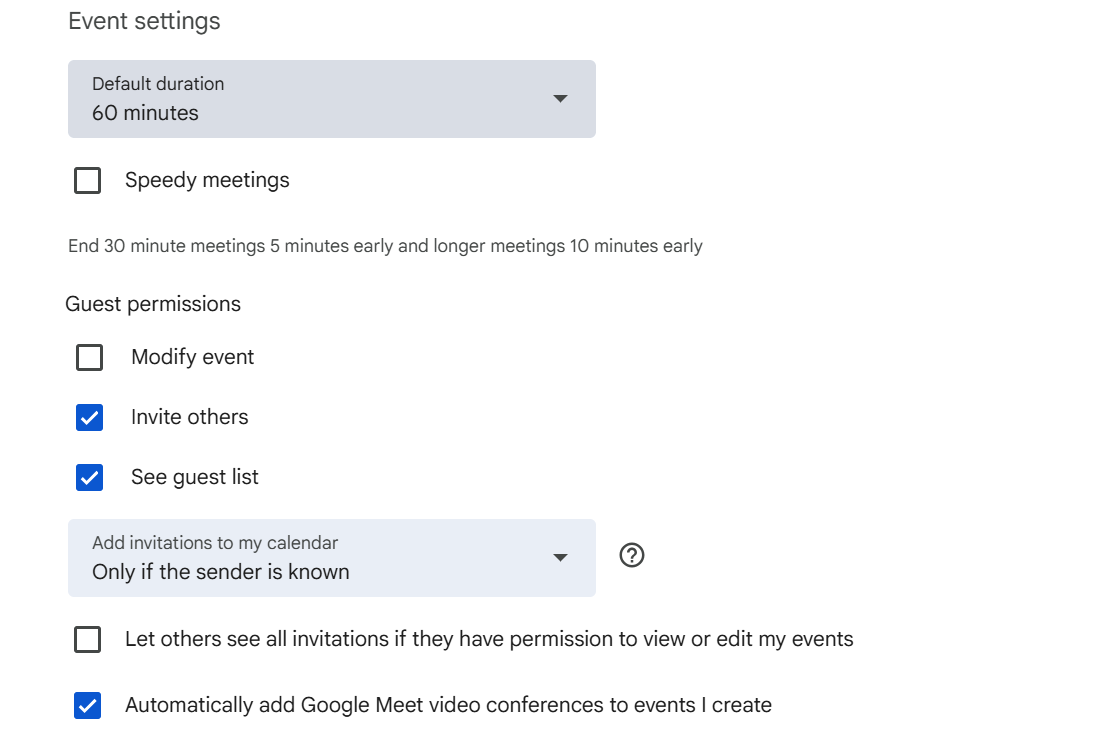 Event settings
Default duration
60 minutes
Speedy meetings
End 30 minute meetings 5 minutes early and longer meetings 10 minutes early
Guest permissions
Modify event
Invite others
See guest list
Add invitations to my calendar
Only if the sender is known
Let others see all invitations if they have permission to view or edit my events
Automatically add Google Meet video conferences to events I create